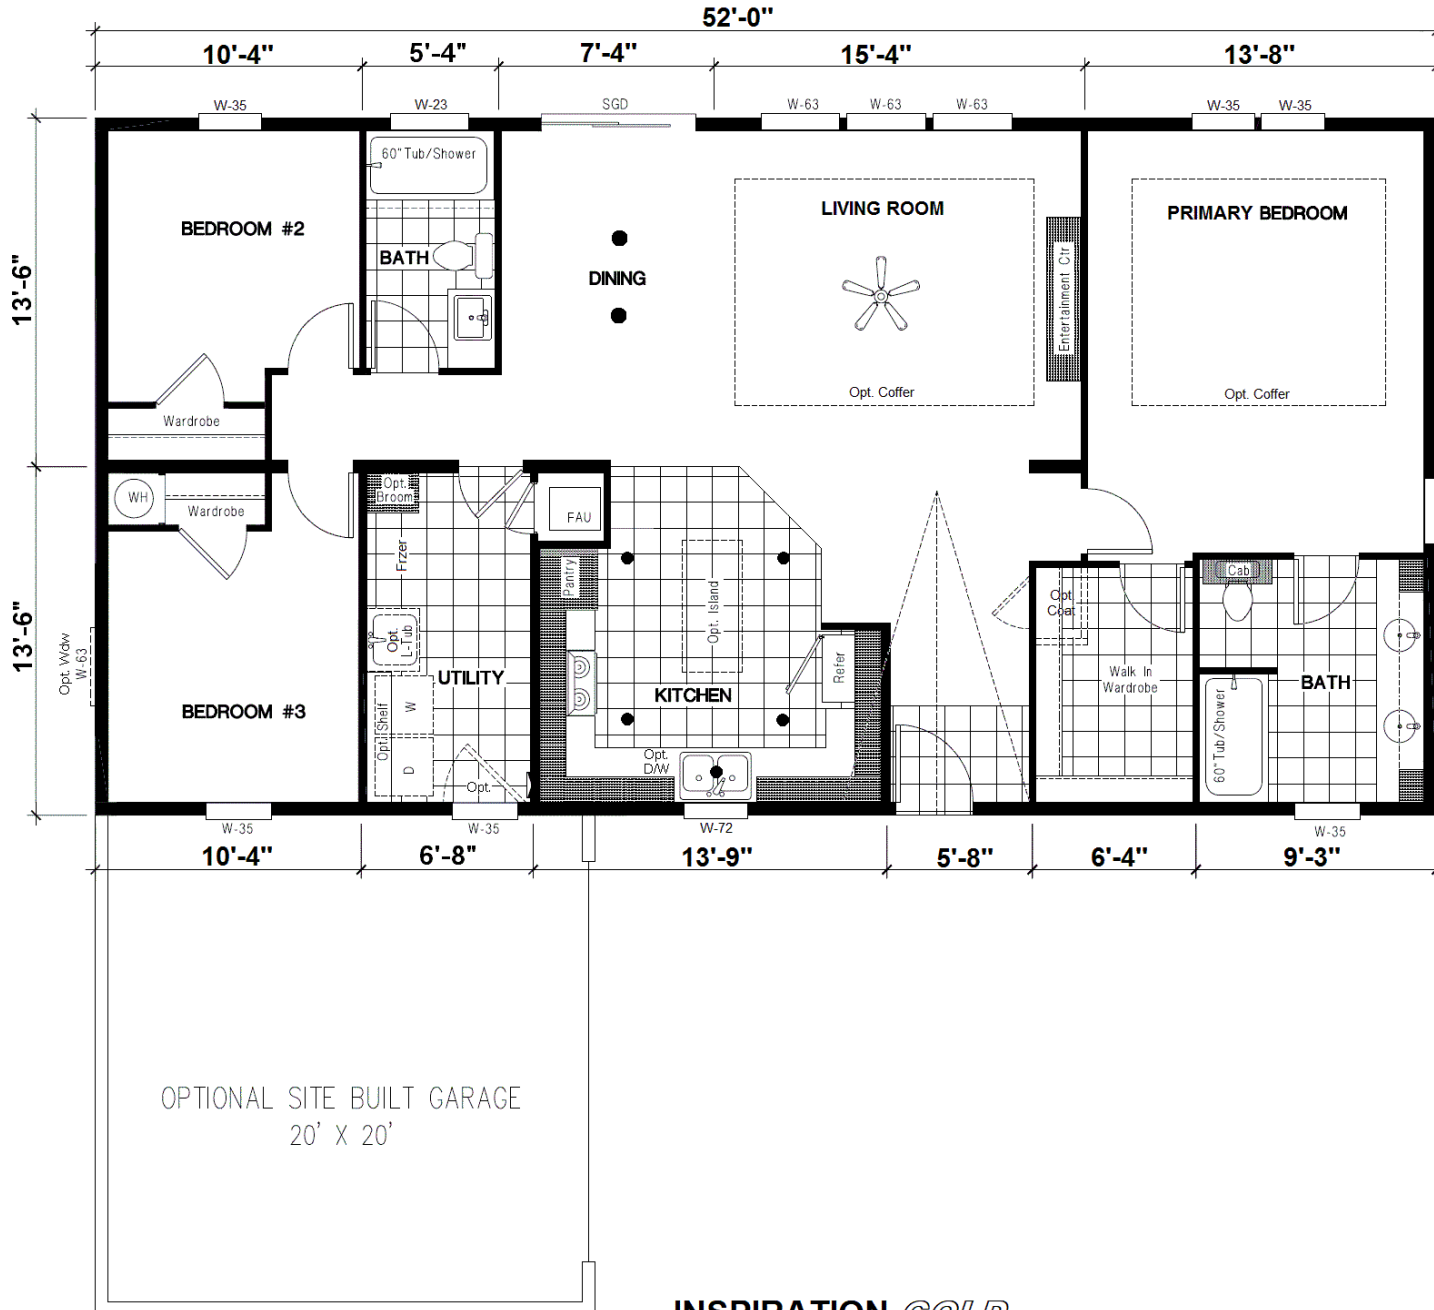 52'-0"
10'-4" 5'-4" 7'-4" 15'-4" 13'-8"
W-35 W-23 SGD W-63 W-63 W-63 W-35 W-35
60" Tub/Shower
BEDROOM #2
BATH
DINING
LIVING ROOM
Entertainment Ctr
Opt. Coffer
PRIMARY BEDROOM
Opt. Coffer
13'-6"
Wardrobe
WH
Wardrobe
Opt.
Broom
FAU
Frzer
Pantry
Opt. Island
Opt.
Coat
Cab
13'-6"
Opt. Wdw
W-63
Opt.
L-Tub
UTILITY
KITCHEN
Refer
Walk In
Wardrobe
BATH
60" Tub/Shower
BEDROOM #3
Opt. Shelf
W
D
Opt.
Opt.
D/W
W-35 W-35 W-72 W-35
10'-4" 6'-8" 13'-9" 5'-8" 6'-4" 9'-3"
OPTIONAL SITE BUILT GARAGE
20' X 20'
INSPIRATION GOLD